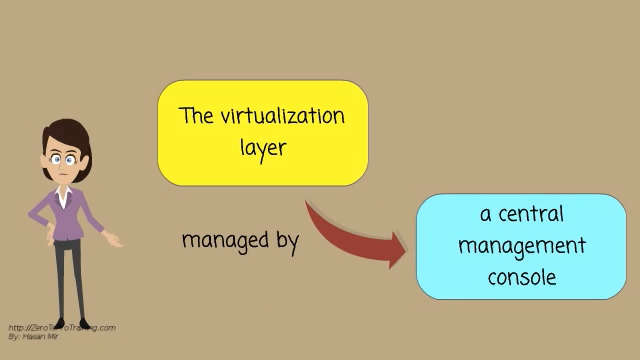 The virtualization
layer
managed by
a central
management
console
By: Hasan Mir